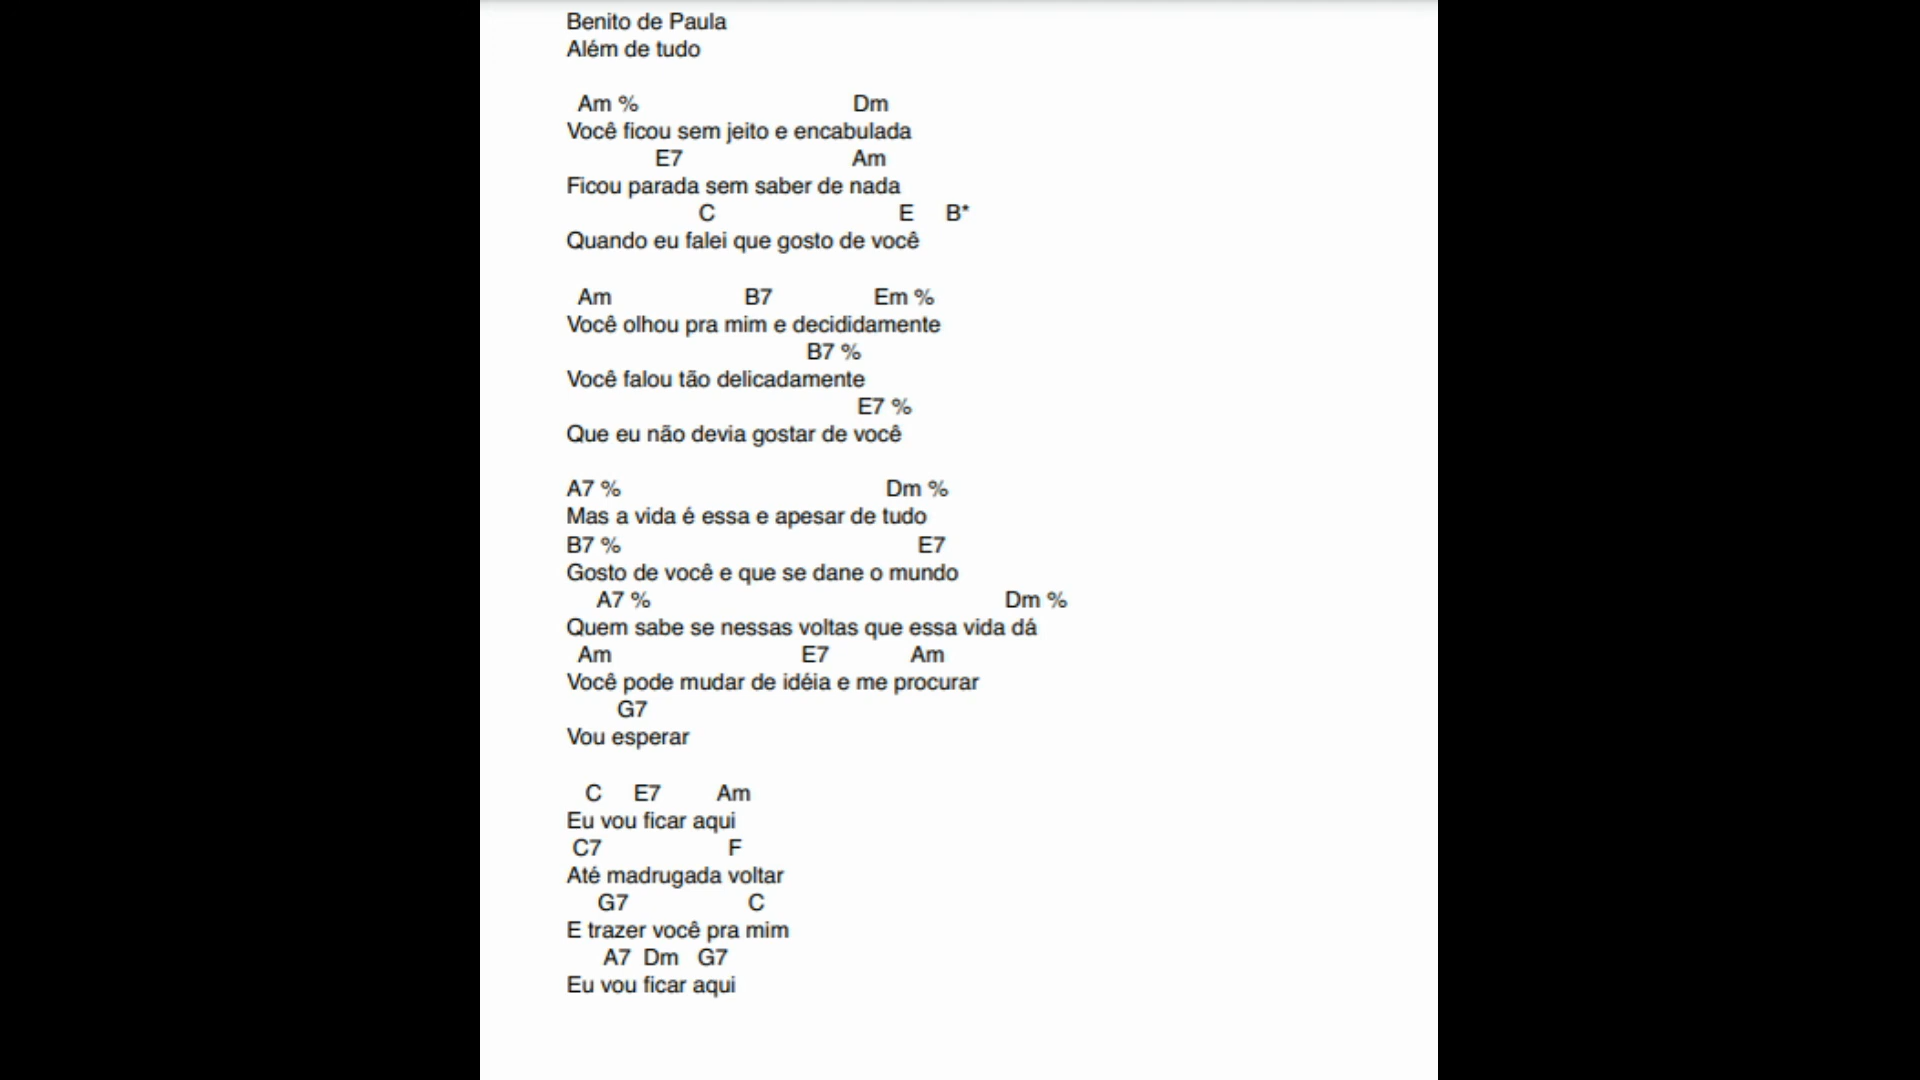 Benito de Paula
Além de tudo
Am % Dm
Você ficou sem jeito e encabulada
E7 Am
Ficou parada sem saber de nada
C E B*
Quando eu falei que gosto de você
Am B7 Em %
Você olhou pra mim e decididamente
B7 %
Você falou tão delicadamente
E7 %
Que eu não devia gostar de você
A7 % Dm %
Mas a vida é essa e apesar de tudo
B7 % E7
Gosto de você e que se dane o mundo
A7 % Dm %
Quem sabe se nessas voltas que essa vida dá
Am E7 Am
Você pode mudar de idéia e me procurar
G7
Vou esperar
C E7 Am
Eu vou ficar aqui
C7 F
Até madrugada voltar
G7 C
E trazer você pra mim
A7 Dm G7
Eu vou ficar aqui